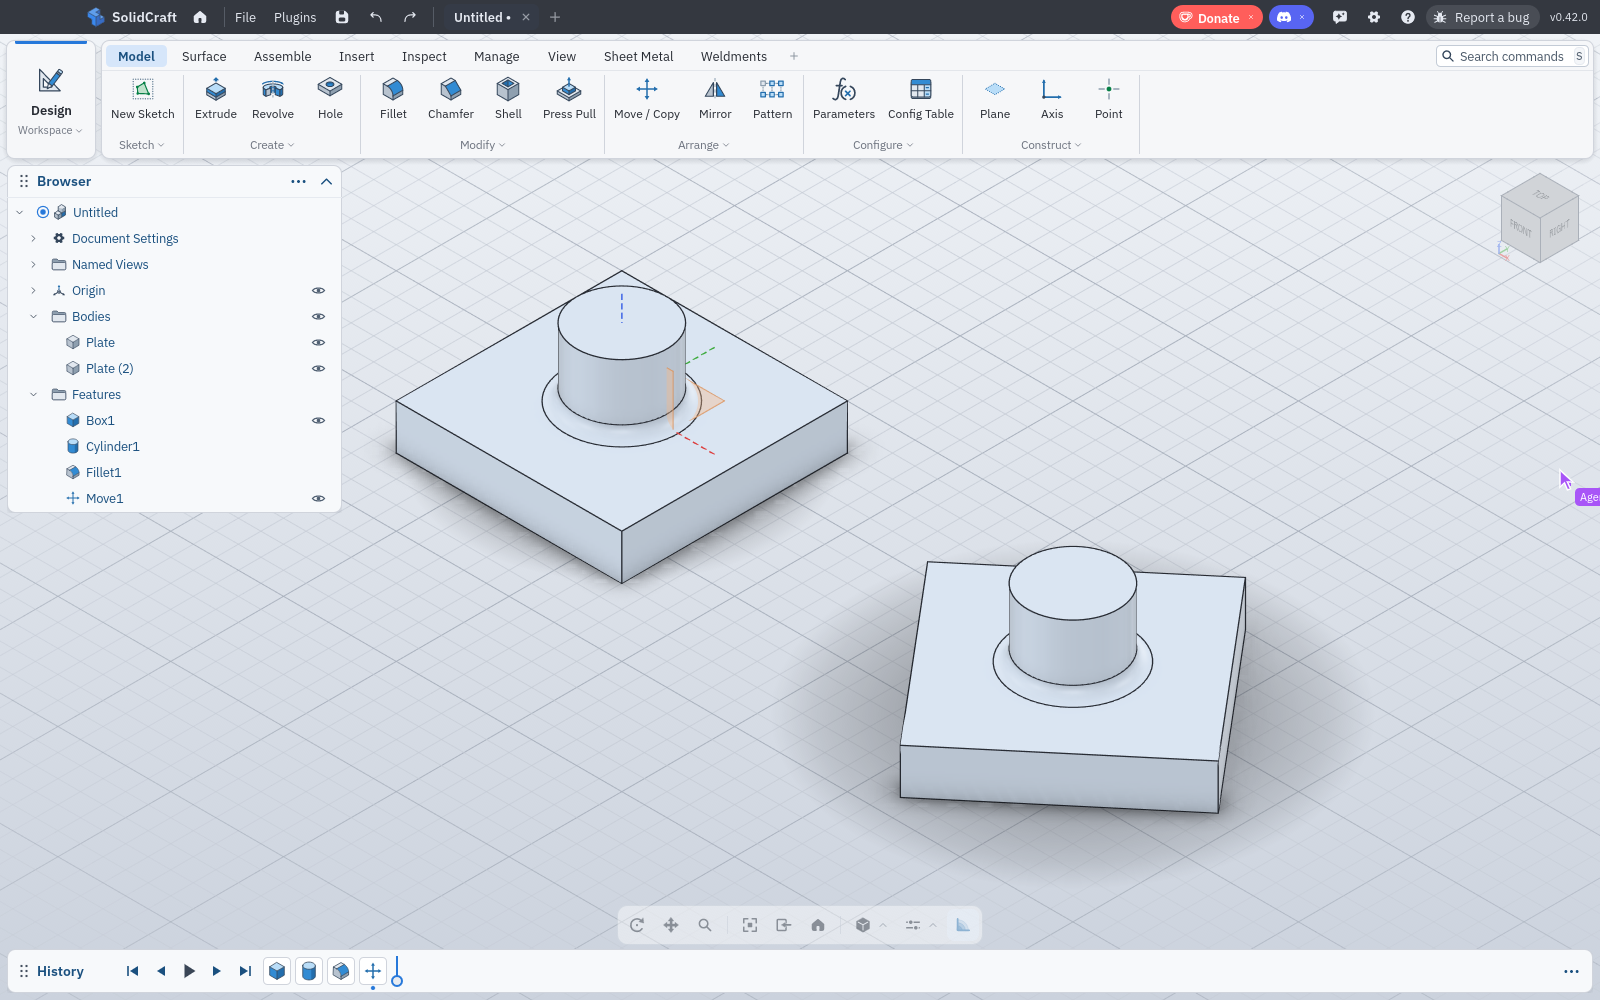 SolidCraft
File
Plugins
Untitled •
Donate
Report a bug
v0.42.0
Design
Workspace
Model
Surface
Assemble
Insert
Inspect
Manage
View
Sheet Metal
Weldments
Search commands
S
New Sketch
Extrude
Revolve
Hole
Fillet
Chamfer
Shell
Press Pull
Move / Copy
Mirror
Pattern
Parameters
Config Table
Plane
Axis
Point
Sketch
Create
Modify
Arrange
Configure
Construct
Browser
Untitled
Document Settings
Named Views
Origin
Bodies
Plate
Plate (2)
Features
Box1
Cylinder1
Fillet1
Move1
TOP
FRONT
RIGHT
History